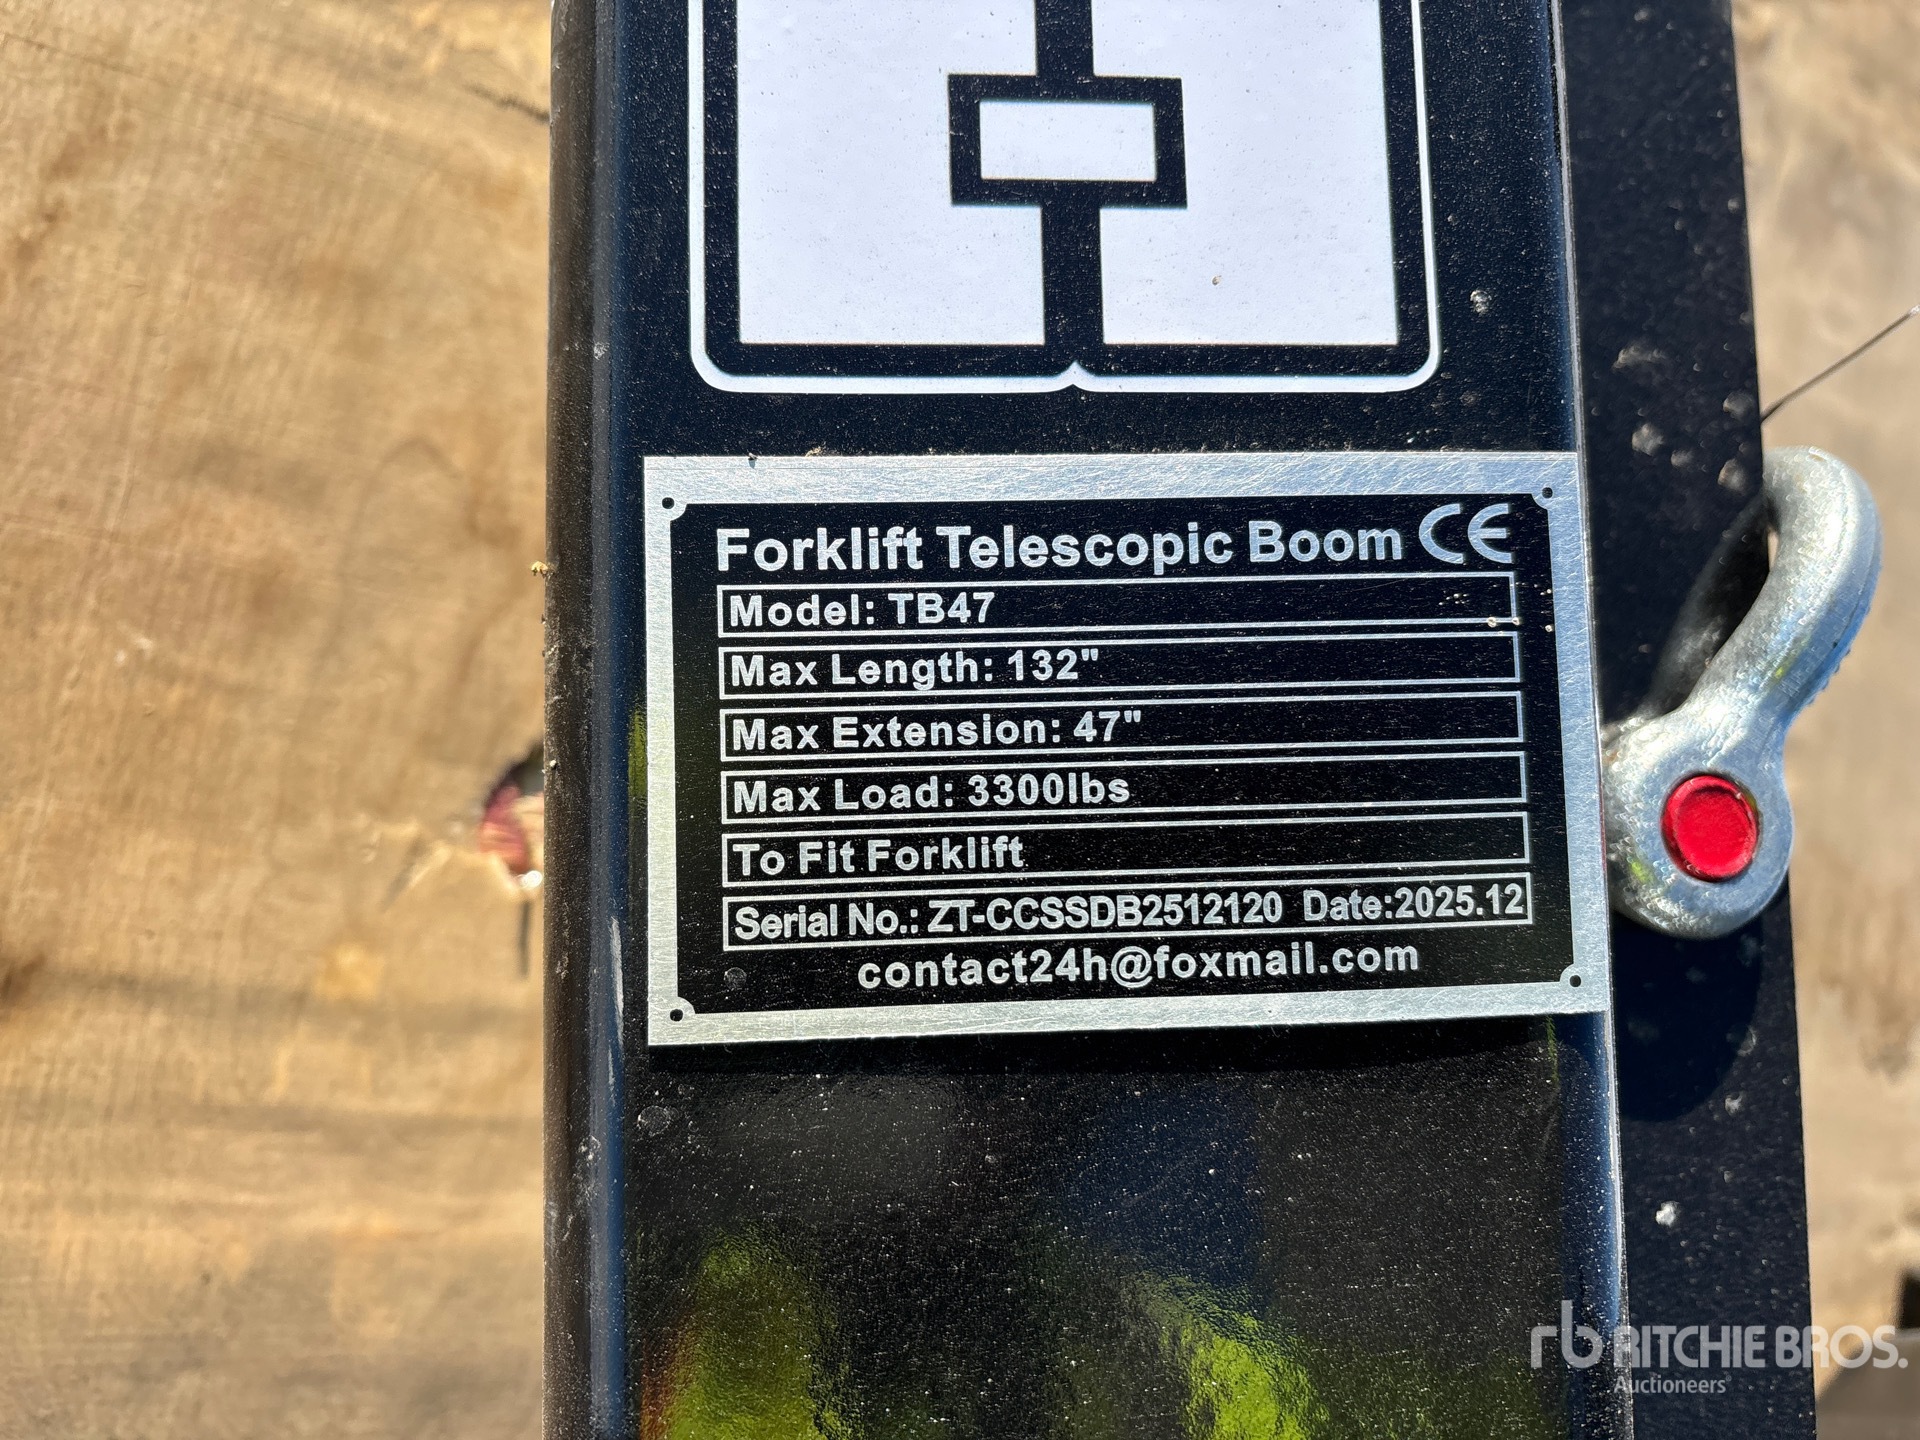 Forklift Telescopic Boom CE
Model: TB47
Max Length: 132"
Max Extension: 47"
Max Load: 3300lbs
To Fit Forklift
Serial No.: ZT-CCSSDB2512120 Date:2025.12
contact24h@foxmail.com
rb RITCHIE BROS.
Auctioneers